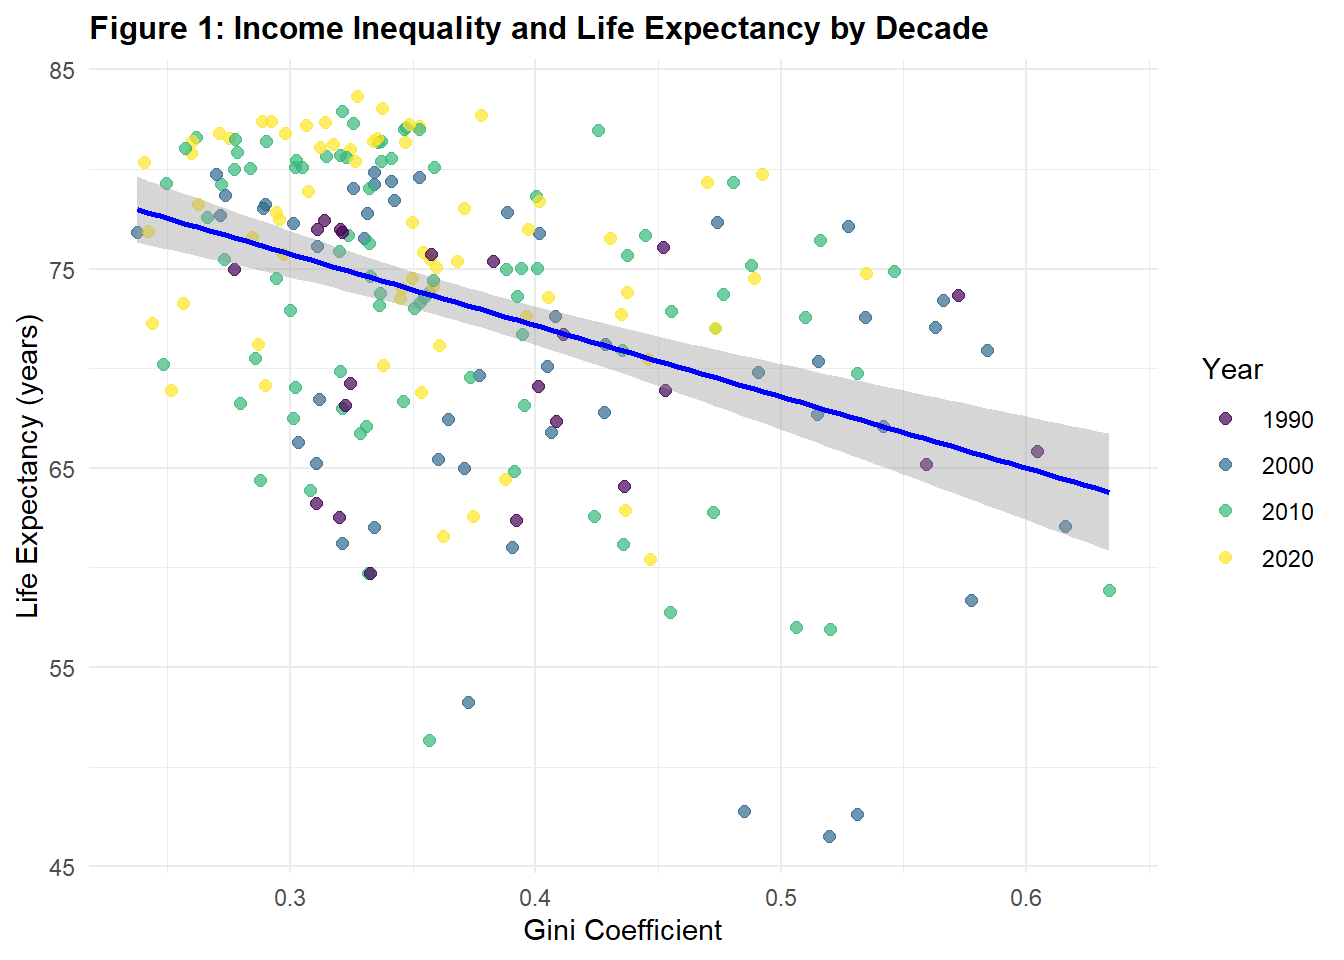 Figure 1: Income Inequality and Life Expectancy by Decade
85
75
65
55
45
Life Expectancy (years)
0.3 0.4 0.5 0.6
Gini Coefficient
Year
1990
2000
2010
2020